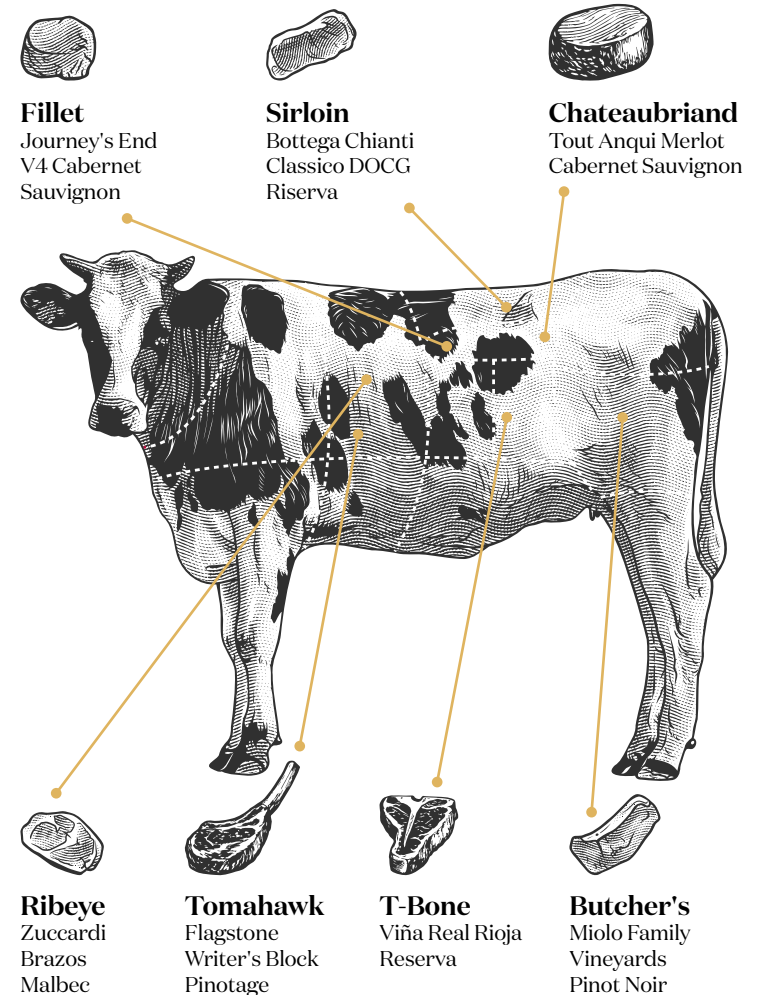 Fillet
Journey's End
V4 Cabernet
Sauvignon
Sirloin
Bottega Chianti
Classico DOCG
Riserva
Chateaubriand
Tout Anqui Merlot
Cabernet Sauvignon
Ribeye
Zuccardi
Brazos
Malbec
Tomahawk
Flagstone
Writer's Block
Pinotage
T-Bone
Viña Real Rioja
Reserva
Butcher's
Miolo Family
Vineyards
Pinot Noir